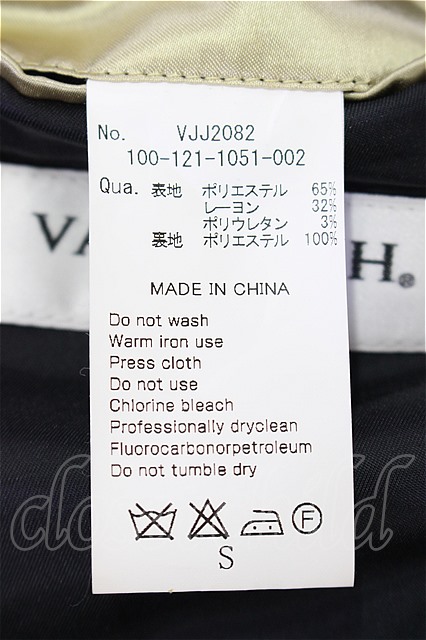 No. VJJ2082
100-121-1051-002
Qua. 表地 ポリエステル 65%
レーヨン 32%
ポリウレタン 3%
裏地 ポリエステル 100%
MADE IN CHINA
Do not wash
Warm iron use
Press cloth
Do not use
Chlorine bleach
Professionally dryclean
Fluorocarbonorpetroleum
Do not tumble dry
F
S
VA H®